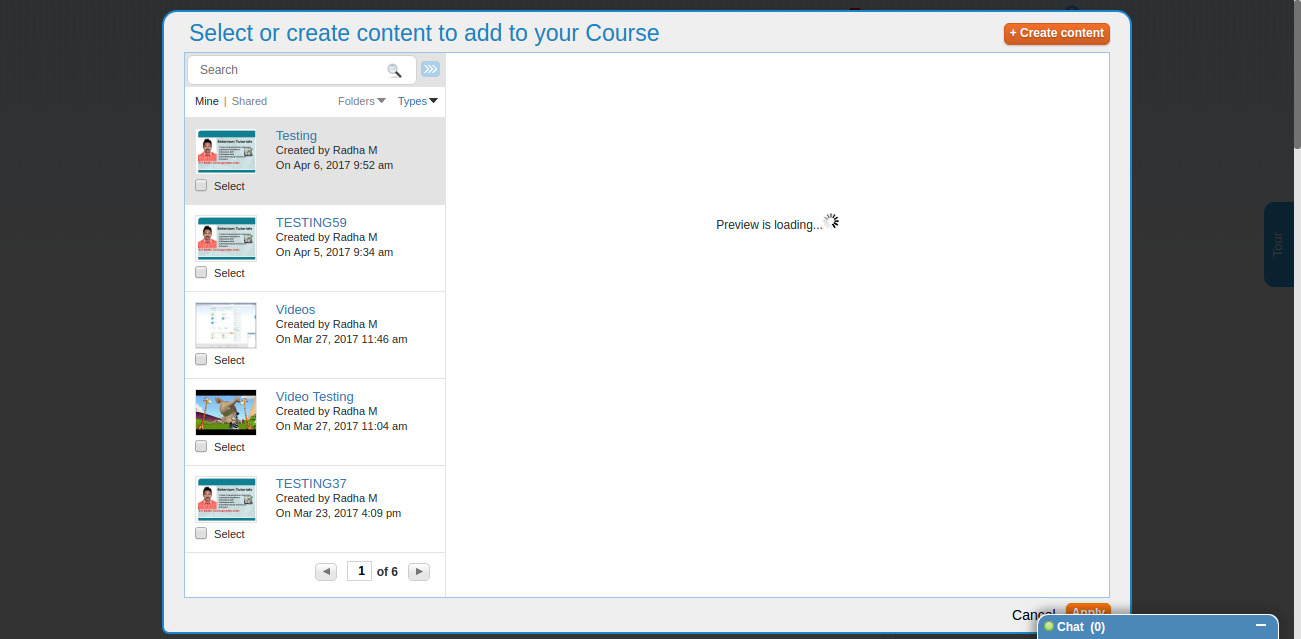 Select or create content to add to your Course
+ Create content
Search
Mine | Shared
Folders Types
Testing
Created by Radha M
On Apr 6, 2017 9:52 am
Select
TESTING59
Created by Radha M
On Apr 5, 2017 9:34 am
Select
Videos
Created by Radha M
On Mar 27, 2017 11:46 am
Select
Video Testing
Created by Radha M
On Mar 27, 2017 11:04 am
Select
TESTING37
Created by Radha M
On Mar 23, 2017 4:09 pm
Select
1 of 6
Preview is loading...
Tour
Cancel
Apply
Chat (0)